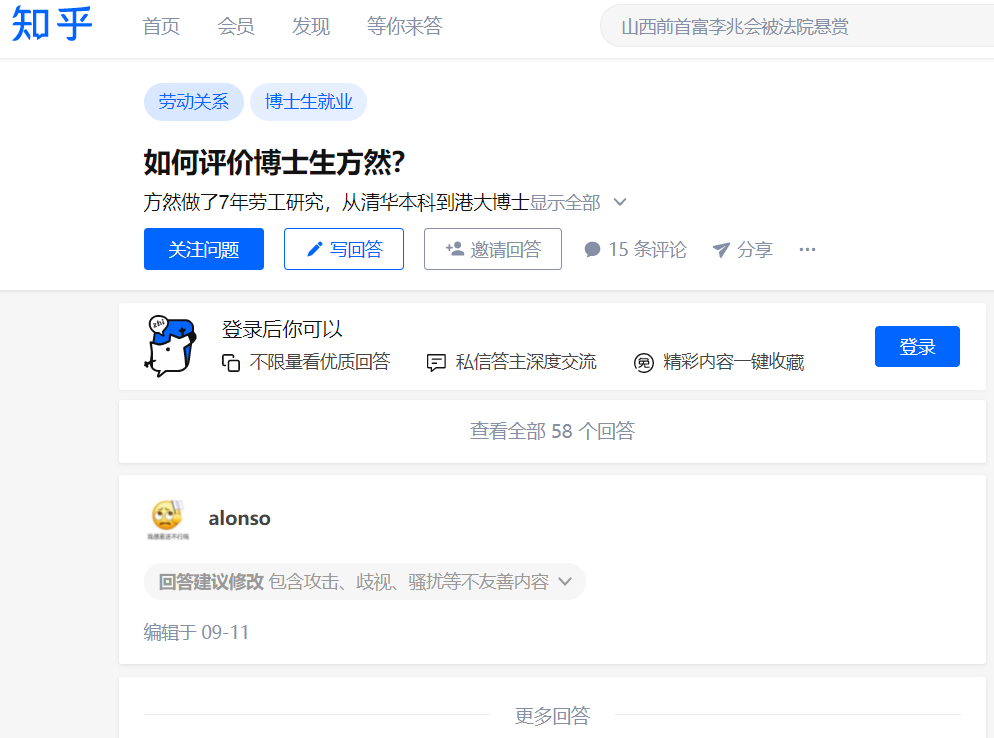 知乎 首页 会员 发现 等你来答 山西前首富李兆会被法院悬赏
劳动关系 博士生就业
如何评价博士生方然？
方然做了7年劳工研究，从清华本科到港大博士显示全部
关注问题 写回答 邀请回答 15 条评论 分享 ···
zhi
登录后你可以
不限量看优质回答 私信答主深度交流 精彩内容一键收藏
登录
查看全部 58 个回答
alonso
回答建议修改 包含攻击、歧视、骚扰等不友善内容
编辑于 09-11
更多回答